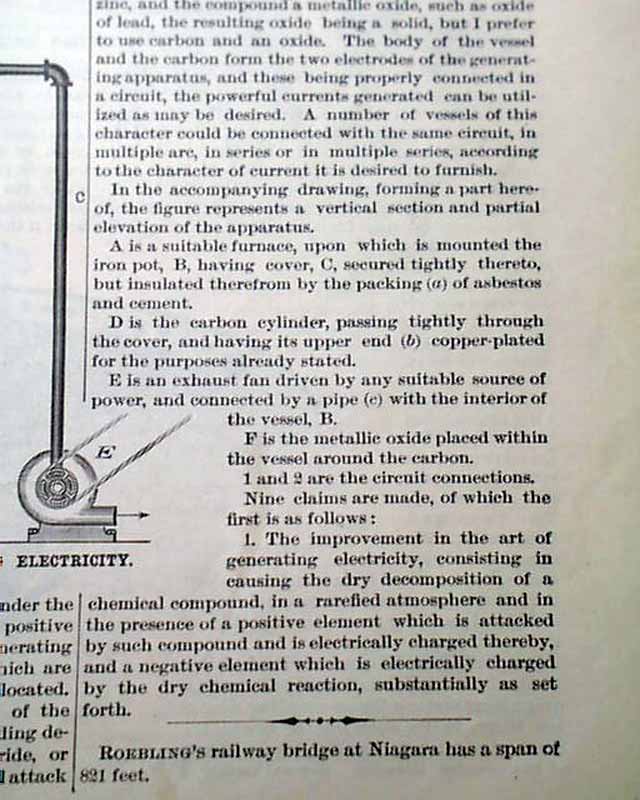 zinc, and the compound a metallic oxide, such as oxide
of lead, the resulting oxide being a solid, but I prefer
to use carbon and an oxide. The body of the vessel
and the carbon form the two electrodes of the generat-
ing apparatus, and these being properly connected in
a circuit, the powerful currents generated can be util-
ized as may be desired. A number of vessels of this
character could be connected with the same circuit, in
multiple arc, in series or in multiple series, according
to the character of current it is desired to furnish.
In the accompanying drawing, forming a part here-
of, the figure represents a vertical section and partial
elevation of the apparatus.
A is a suitable furnace, upon which is mounted the
iron pot, B, having cover, C, secured tightly thereto,
but insulated therefrom by the packing (a) of asbestos
and cement.
D is the carbon cylinder, passing tightly through
the cover, and having its upper end (b) copper-plated
for the purposes already stated.
E is an exhaust fan driven by any suitable source of
power, and connected by a pipe (c) with the interior of
the vessel, B.
F is the metallic oxide placed within
the vessel around the carbon.
1 and 2 are the circuit connections.
Nine claims are made, of which the
first is as follows:
1. The improvement in the art of
generating electricity, consisting in
causing the dry decomposition of a
chemical compound, in a rarefied atmosphere and in
the presence of a positive element which is attacked
by such compound and is electrically charged thereby,
and a negative element which is electrically charged
by the dry chemical reaction, substantially as set
forth.
ROEBLING'S railway bridge at Niagara has a span of
821 feet.
C
E
ELECTRICITY.
nder the
positive
nerating
hich are
located.
of the
ling de-
ride, or
attack